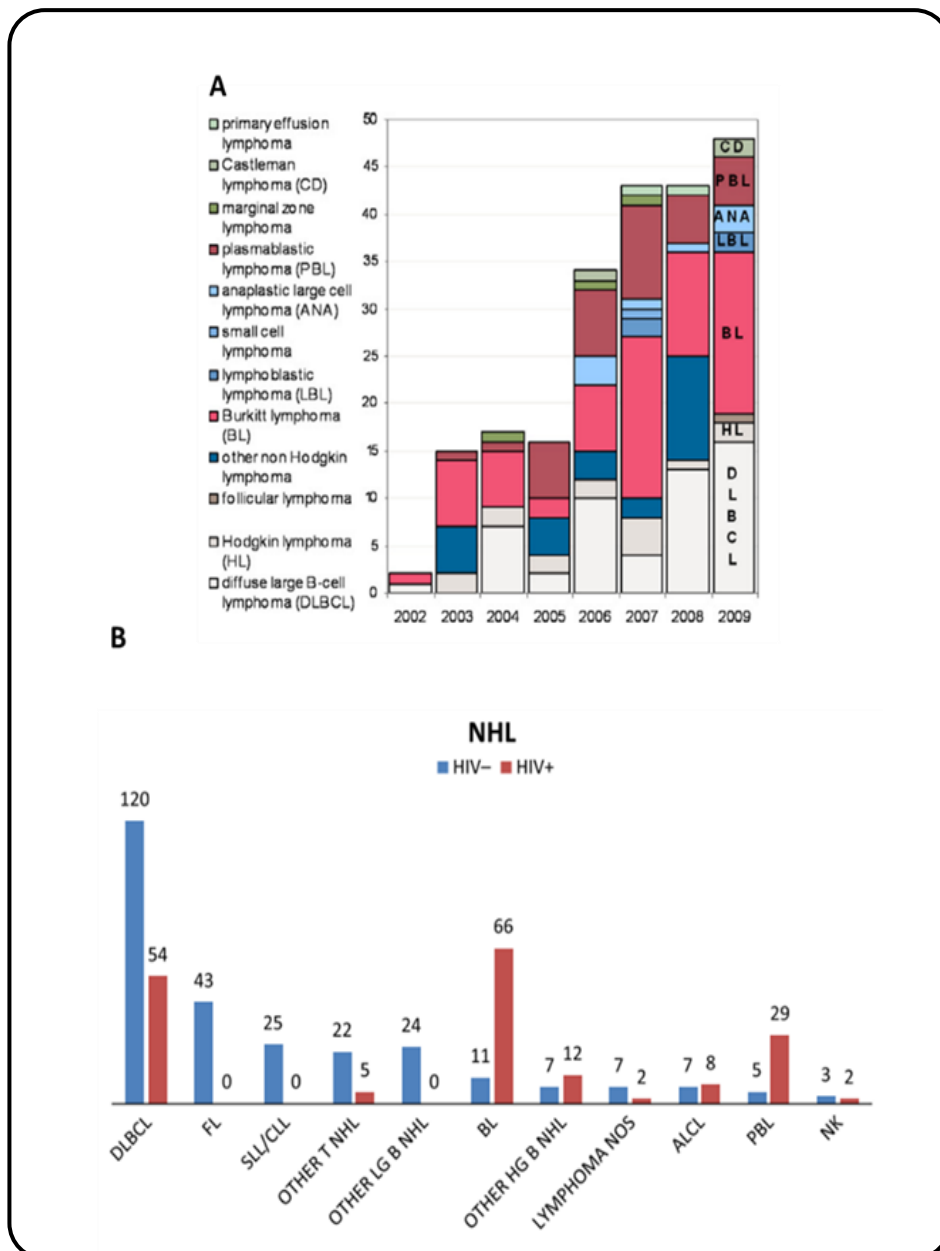 A
primary effusion
lymphoma
Castleman
lymphoma (CD)
marginal zone
lymphoma
plasmablastic
lymphoma (PBL)
anaplastic large cell
lymphoma (ANA)
small cell
lymphoma
lymphoblastic
lymphoma (LBL)
Burkitt lymphoma
(BL)
other non Hodgkin
lymphoma
follicular lymphoma
Hodgkin lymphoma
(HL)
diffuse large B-cell
lymphoma (DLBCL)
50
45
40
35
30
25
20
15
10
5
0
CD
PBL
ANA
LBL
BL
HL
D
L
B
C
L
2002 2003 2004 2005 2006 2007 2008 2009
B
NHL
HIV– HIV+
120
54
43
0
25
0
22
5
24
0
11
66
7
12
7
2
7
8
5
29
3
2
DLBCL
FL
SLL/CLL
OTHER T NHL
OTHER LG B NHL
BL
OTHER HG B NHL
LYMPHOMA NOS
ALCL
PBL
NK